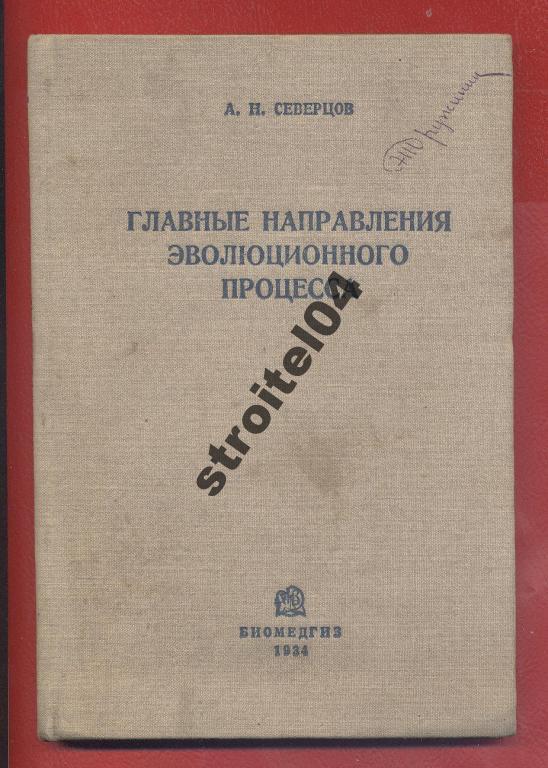 А. Н. СЕВЕРЦОВ
ГЛАВНЫЕ НАПРАВЛЕНИЯ
ЭВОЛЮЦИОННОГО
ПРОЦЕССА
stroitel04
БИОМЕДГИЗ
1934